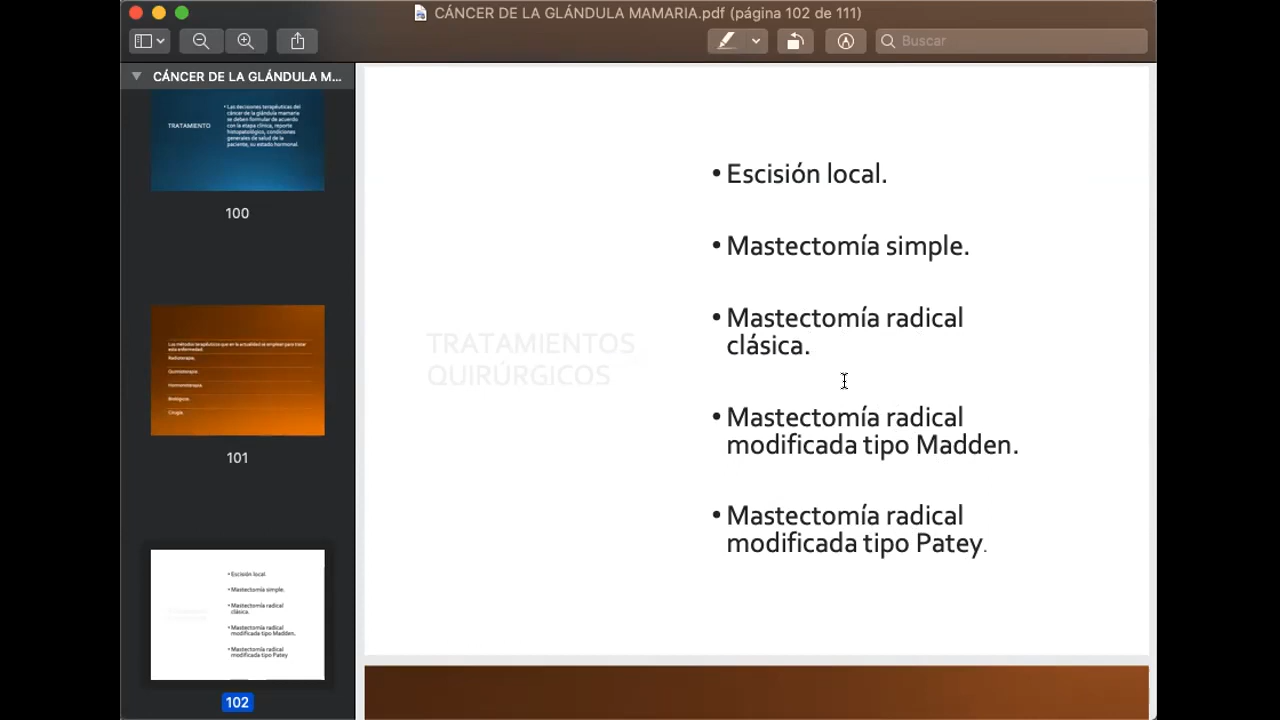 CÁNCER DE LA GLÁNDULA MAMARIA.pdf (página 102 de 111)
Buscar
CÁNCER DE LA GLÁNDULA M...
TRATAMIENTO
• Las decisiones terapéuticas del
cáncer de la glándula mamaria
se deben formular de acuerdo
con la etapa clínica, reporte
histopatológico, condiciones
generales de salud de la
paciente, su estado hormonal.
100
Los métodos terapéuticos que en la actualidad se emplean para tratar
esta enfermedad:
Radioterapia.
Quimioterapia.
Hormonoterapia.
Biológicos.
Cirugía.
101
• Escisión local.
• Mastectomía simple.
• Mastectomía radical
clásica.
• Mastectomía radical
modificada tipo Madden.
• Mastectomía radical
modificada tipo Patey
102
TRATAMIENTOS
QUIRÚRGICOS
• Escisión local.
• Mastectomía simple.
• Mastectomía radical
clásica.
• Mastectomía radical
modificada tipo Madden.
• Mastectomía radical
modificada tipo Patey.